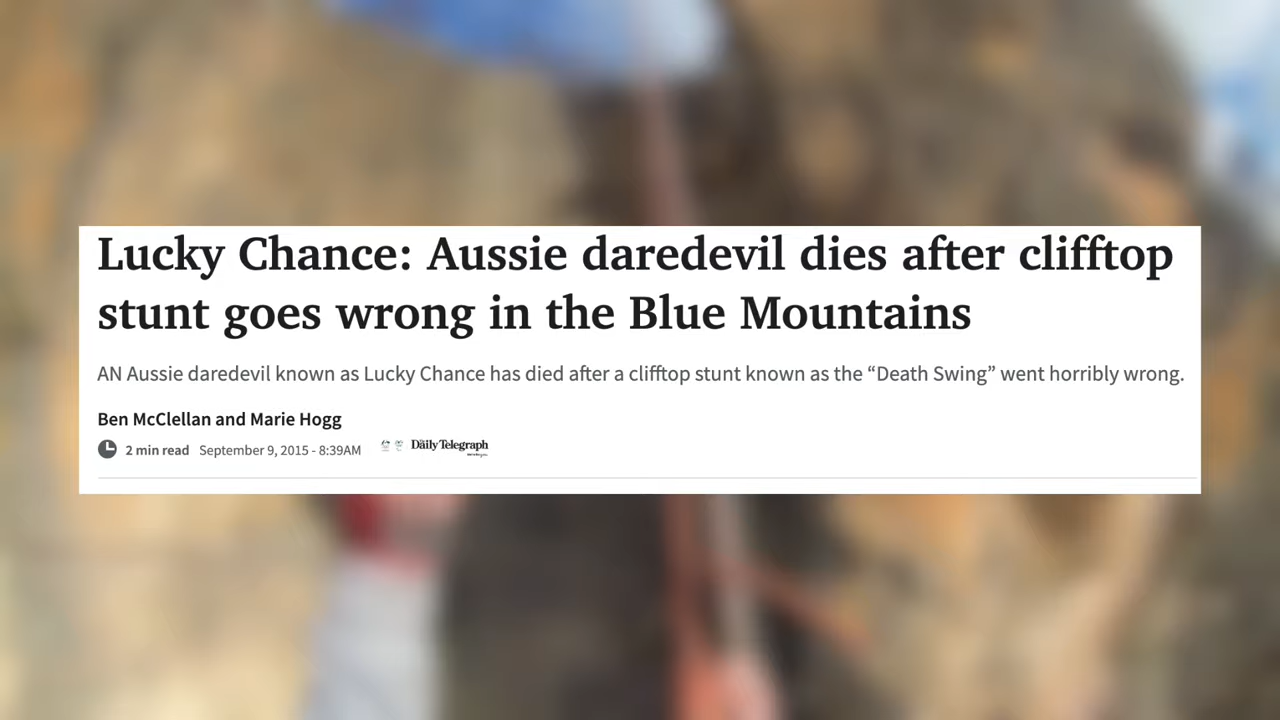 Lucky Chance: Aussie daredevil dies after clifftop
stunt goes wrong in the Blue Mountains
AN Aussie daredevil known as Lucky Chance has died after a clifftop stunt known as the “Death Swing” went horribly wrong.
Ben McClellan and Marie Hogg
2 min read September 9, 2015 - 8:39AM The Daily Telegraph